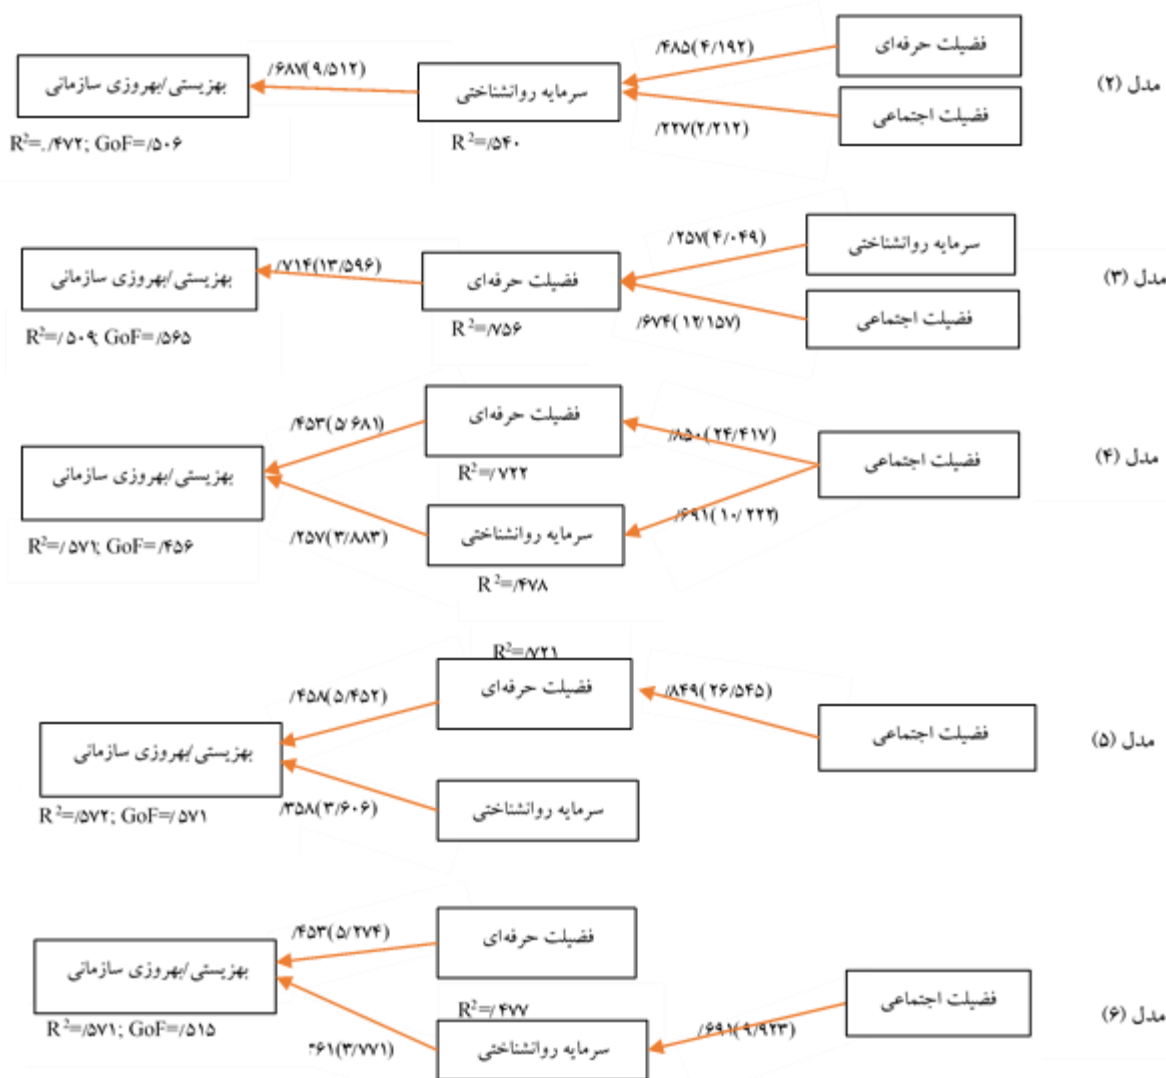 مدل (۲)
فضیلت حرفه‌ای
فضیلت اجتماعی
/۴۸۵(۴/۱۹۲)
/۲۲۷(۲/۲۱۲)
سرمایه روانشناختی
R²=/۵۴۰
/۶۸۷(۹/۵۱۲)
بهزیستی/بهروزی سازمانی
R²=./۴۷۲; GoF=/۵۰۶
مدل (۳)
سرمایه روانشناختی
فضیلت اجتماعی
/۲۵۷(۴/۰۴۹)
/۶۷۴(۱۲/۱۵۷)
فضیلت حرفه‌ای
R²=/۷۵۶
/۷۱۴(۱۳/۵۹۶)
بهزیستی/بهروزی سازمانی
R²=/۵۰۹; GoF=/۵۶۵
مدل (۴)
فضیلت اجتماعی
/۸۵۰(۲۴/۴۱۷)
/۶۹۱(۱۰/۲۲۲)
فضیلت حرفه‌ای
R²=/۷۲۲
سرمایه روانشناختی
R²=/۴۷۸
/۴۵۳(۵/۶۸۱)
/۲۵۷(۳/۸۸۳)
بهزیستی/بهروزی سازمانی
R²=/۵۷۱; GoF=/۴۵۶
مدل (۵)
فضیلت اجتماعی
/۸۴۹(۲۶/۵۴۵)
R²=/۷۲۱
فضیلت حرفه‌ای
سرمایه روانشناختی
/۴۵۸(۵/۴۵۲)
/۳۵۸(۳/۶۰۶)
بهزیستی/بهروزی سازمانی
R²=/۵۷۲; GoF=/۵۷۱
مدل (۶)
فضیلت اجتماعی
/۶۹۱(۹/۹۲۳)
فضیلت حرفه‌ای
R²=/۴۷۷
سرمایه روانشناختی
/۴۵۳(۵/۲۷۴)
۶۱(۳/۷۷۱)
بهزیستی/بهروزی سازمانی
R²=/۵۷۱; GoF=/۵۱۵